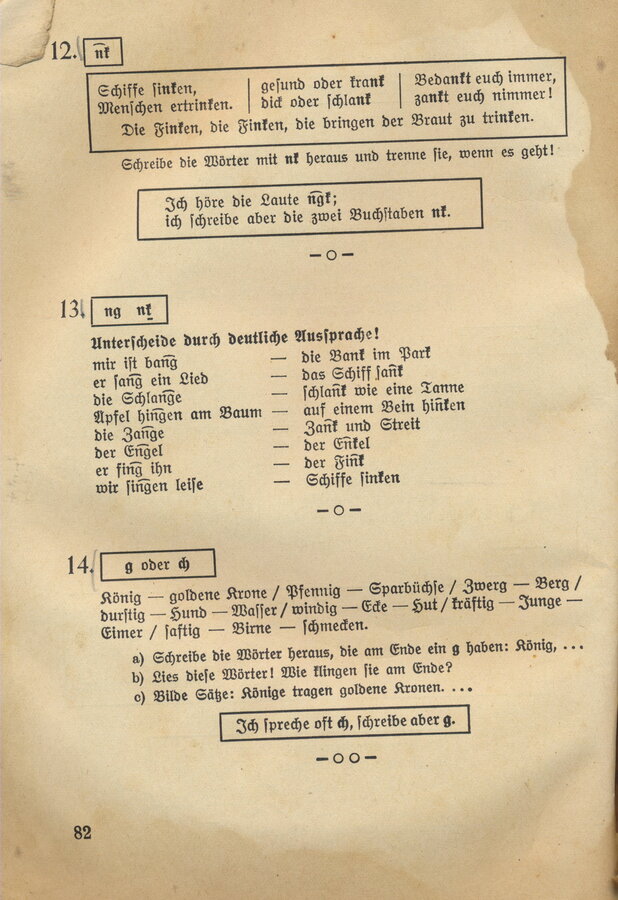 12. nk
Schiffe sinken, | gesund oder krank | Bedankt euch immer,
Menschen ertrinken. | dick oder schlank | zankt euch nimmer!
Die Finken, die Finken, die bringen der Braut zu trinken.
Schreibe die Wörter mit nk heraus und trenne sie, wenn es geht!
Ich höre die Laute ngk;
ich schreibe aber die zwei Buchstaben nk.
—o—
13. ng nk
Unterscheide durch deutliche Aussprache!
mir ist bang — die Bank im Park
er sang ein Lied — das Schiff sank
die Schlange — schlank wie eine Tanne
Äpfel hingen am Baum — auf einem Bein hinken
die Zange — Zank und Streit
der Engel — der Enkel
er fing ihn — der Fink
wir singen leise — Schiffe sinken
—o—
14. g oder ch
König — goldene Krone / Pfennig — Sparbüchse / Zwerg — Berg /
durstig — Hund — Wasser / windig — Ecke — Hut / kräftig — Junge —
Eimer / saftig — Birne — schmecken.
a) Schreibe die Wörter heraus, die am Ende ein g haben: König, ...
b) Lies diese Wörter! Wie klingen sie am Ende?
c) Bilde Sätze: Könige tragen goldene Kronen. ...
Ich spreche oft ch, schreibe aber g.
—oo—
82